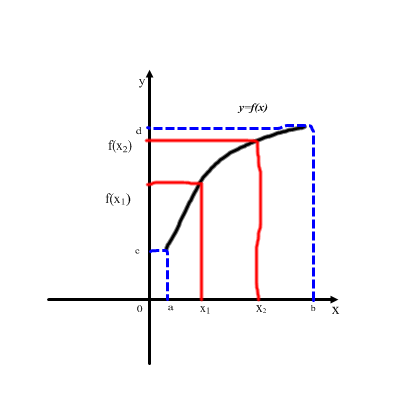 y
y=f(x)
d
f(x₂)
f(x₁)
c
0 a x₁ x₂ b x